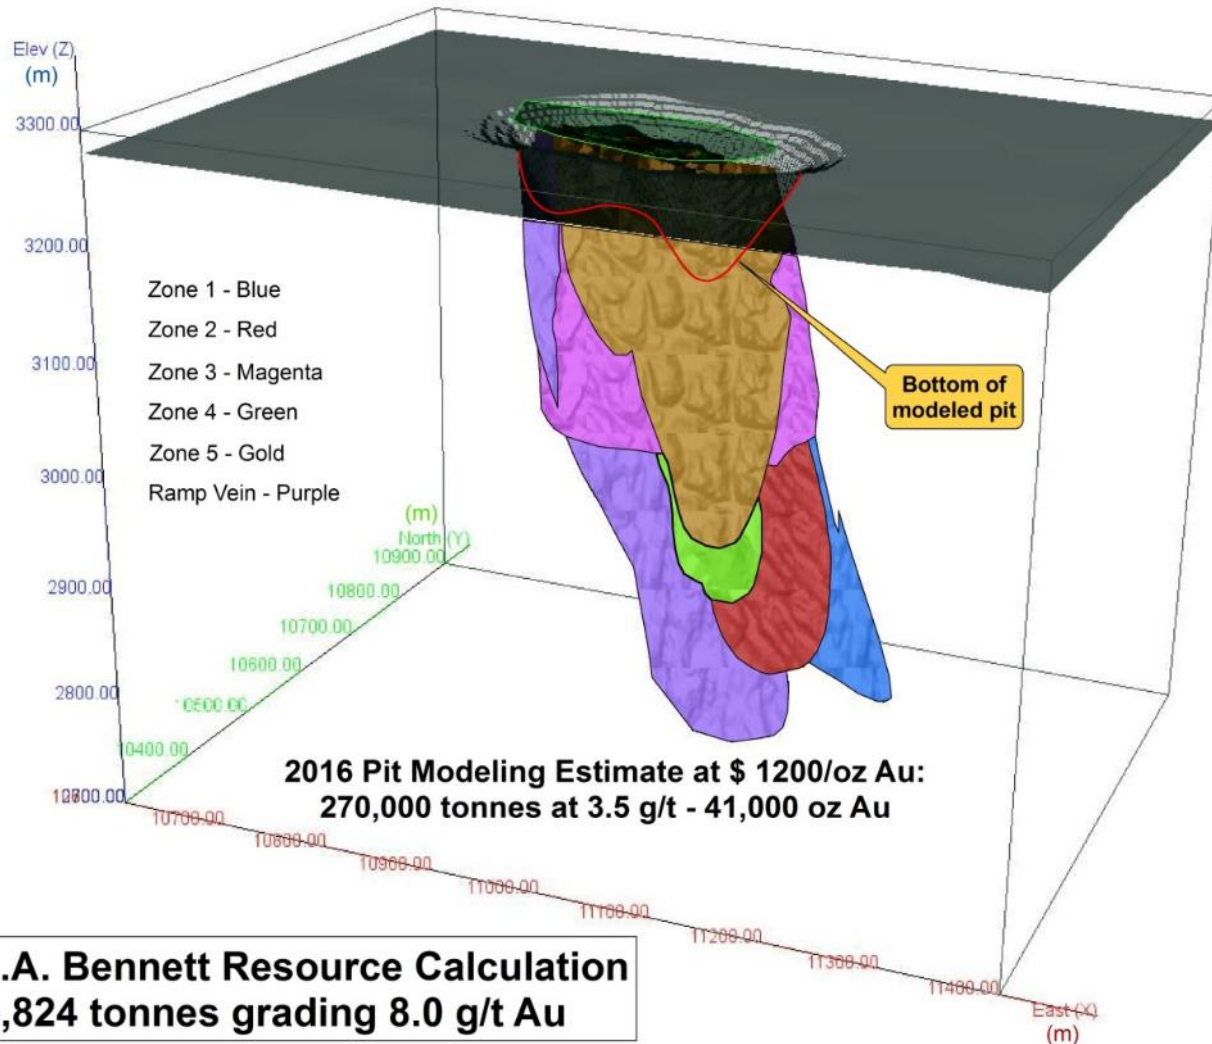 Elev (Z)
(m)
3300.00
3200.00
3100.00
3000.00
2900.00
2800.00
Zone 1 - Blue
Zone 2 - Red
Zone 3 - Magenta
Zone 4 - Green
Zone 5 - Gold
Ramp Vein - Purple
Bottom of
modeled pit
(m)
North (Y)
10900.00
10800.00
10700.00
10600.00
10500.00
10400.00
2016 Pit Modeling Estimate at $ 1200/oz Au:
270,000 tonnes at 3.5 g/t - 41,000 oz Au
10700.00
10800.00
10900.00
11000.00
11100.00
11200.00
11300.00
11400.00
East (X)
(m)
.A. Bennett Resource Calculation
,824 tonnes grading 8.0 g/t Au